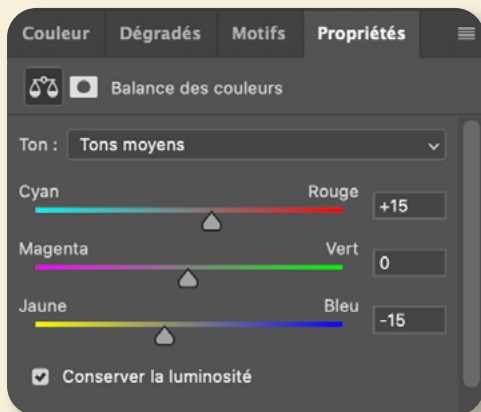 Couleur Dégradés Motifs Propriétés
Balance des couleurs
Ton : Tons moyens
Cyan Rouge +15
Magenta Vert 0
Jaune Bleu -15
Conserver la luminosité